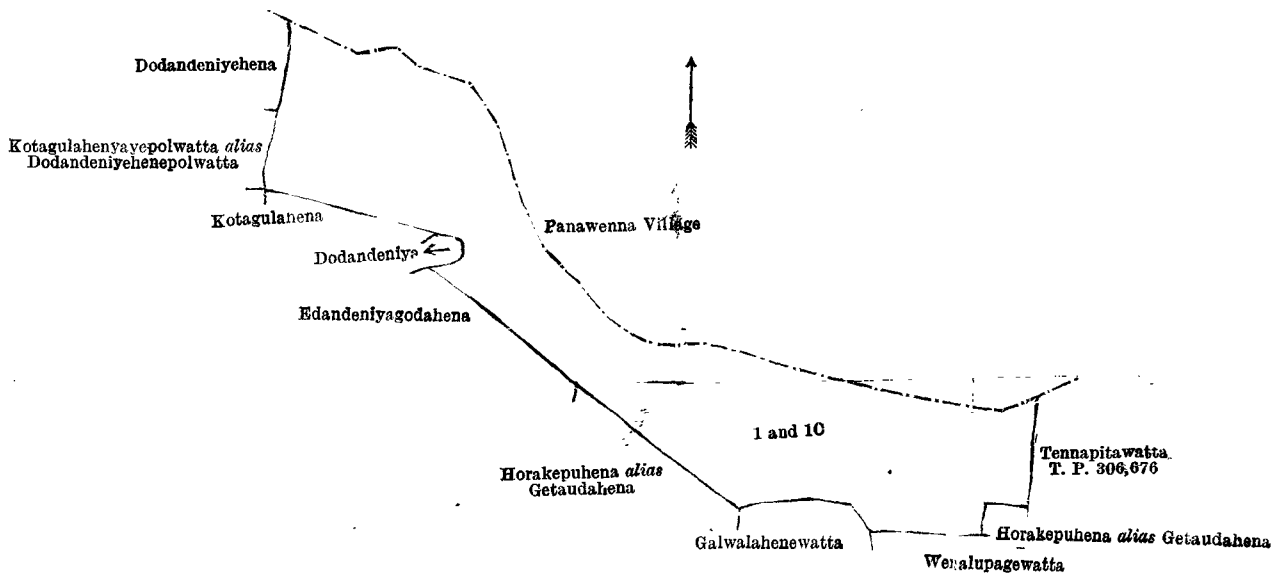 Dodandeniyehena
Kotagulahenyayepolwatta alias
Dodandeniyehenepolwatta
Kotagulahena
Panawenna Village
Dodandeniya
Edandeniyagodahena
1 and 10
Tennapitawatta
T. P. 306,676
Horakepuhena alias
Getaudahena
Galwalahenewatta
Horakepuhena alias Getaudahena